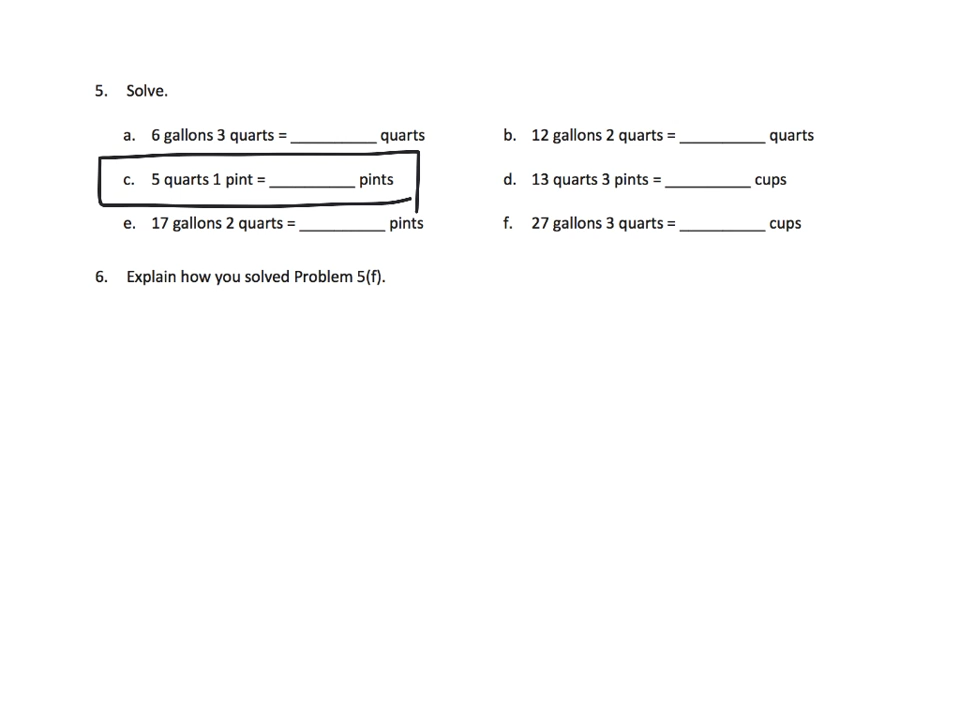 5. Solve.
a. 6 gallons 3 quarts = __________ quarts
b. 12 gallons 2 quarts = __________ quarts
c. 5 quarts 1 pint = __________ pints
d. 13 quarts 3 pints = __________ cups
e. 17 gallons 2 quarts = __________ pints
f. 27 gallons 3 quarts = __________ cups
6. Explain how you solved Problem 5(f).